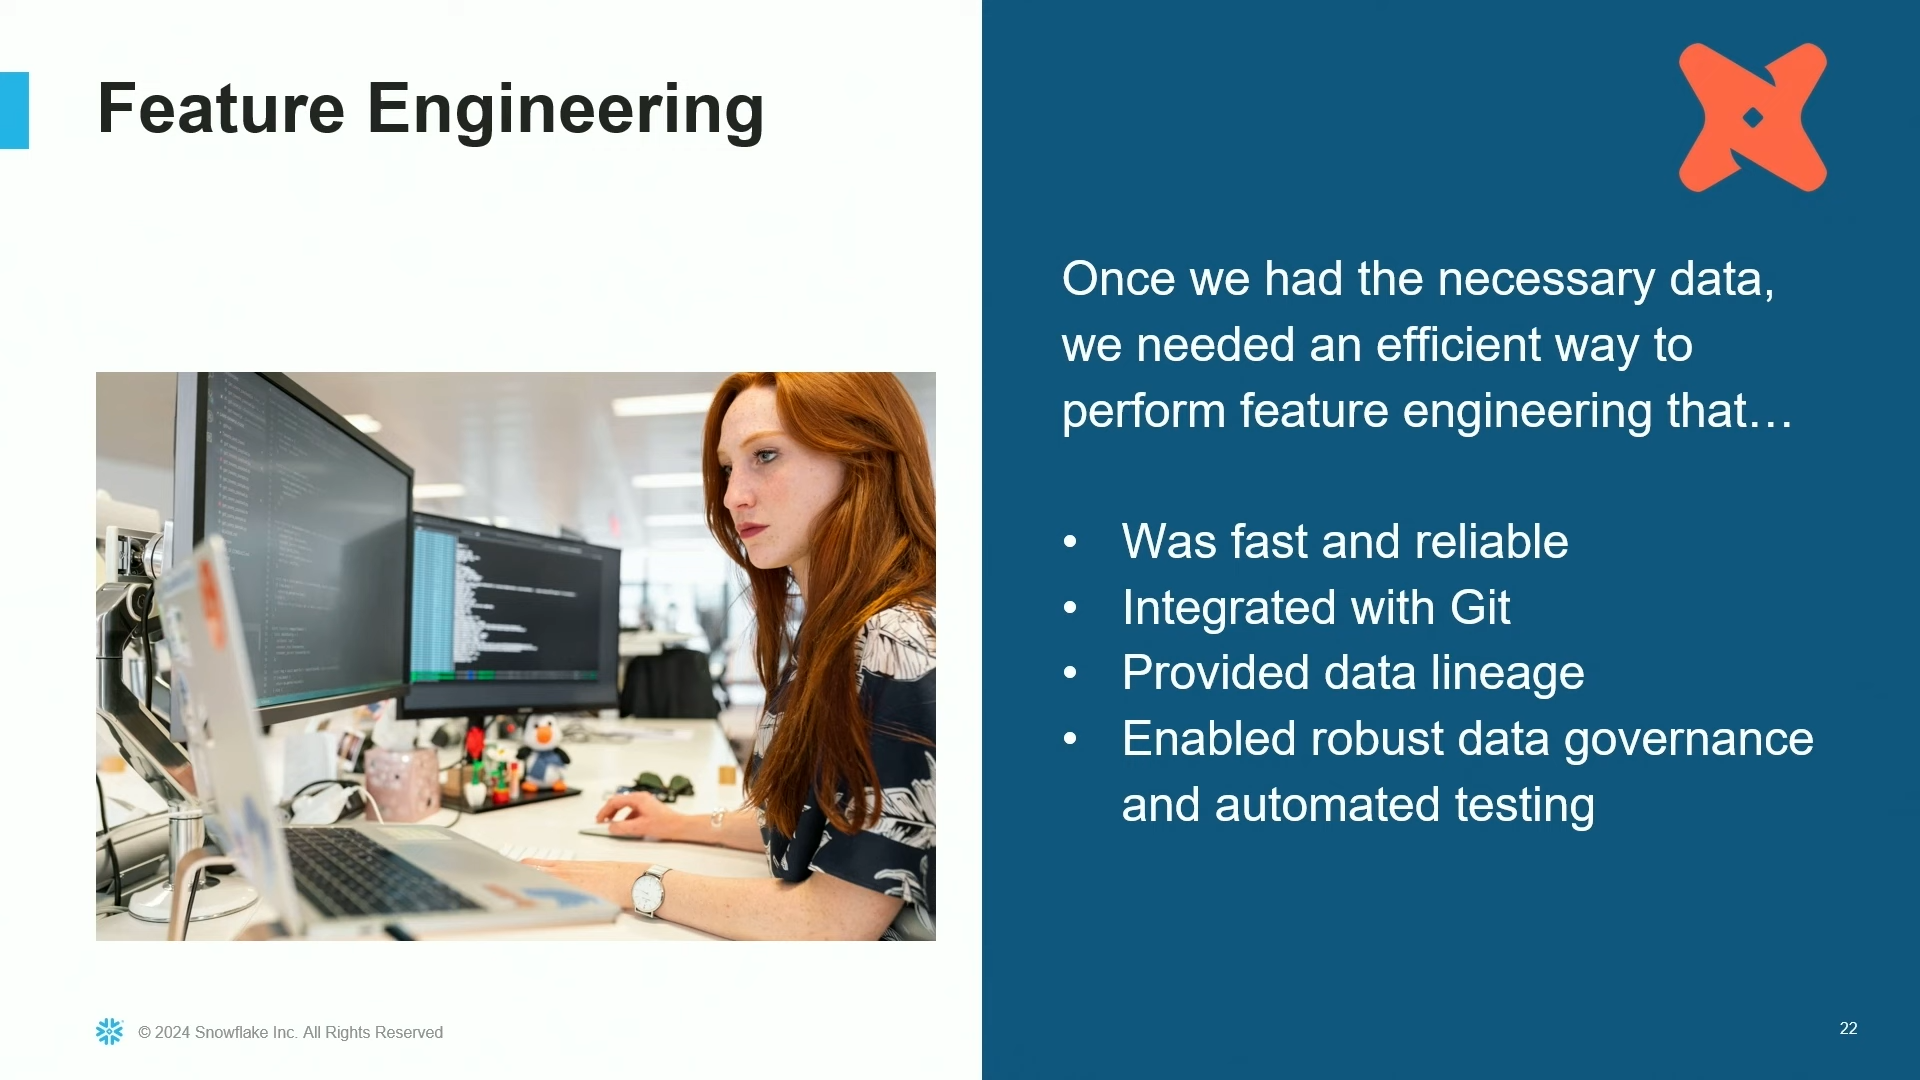 Feature Engineering
Once we had the necessary data,
we needed an efficient way to
perform feature engineering that…
• Was fast and reliable
• Integrated with Git
• Provided data lineage
• Enabled robust data governance
and automated testing
© 2024 Snowflake Inc. All Rights Reserved
22